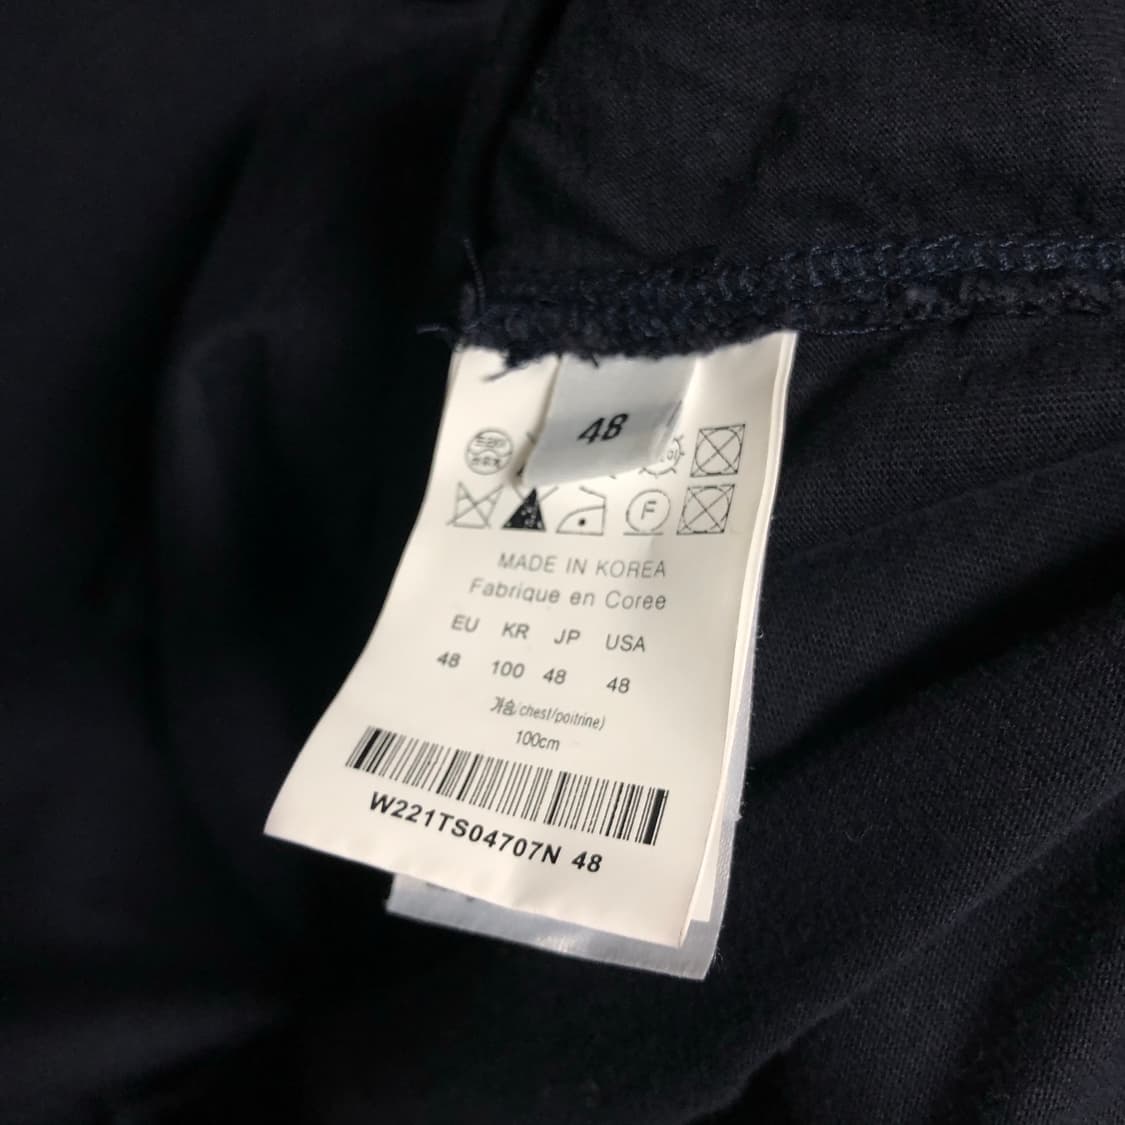 48
F
MADE IN KOREA
Fabrique en Coree
EU KR JP USA
48 100 48 48
가슴(chest/poitrine)
100cm
W221TS04707N 48